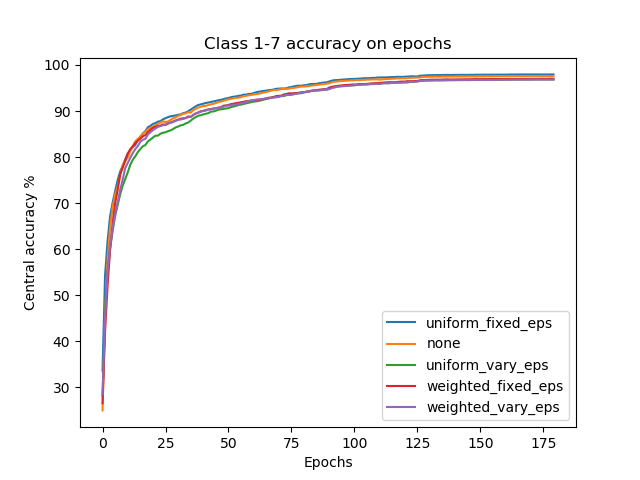 Class 1-7 accuracy on epochs
Central accuracy %
100
90
80
70
60
50
40
30
uniform_fixed_eps
none
uniform_vary_eps
weighted_fixed_eps
weighted_vary_eps
0 25 50 75 100 125 150 175
Epochs